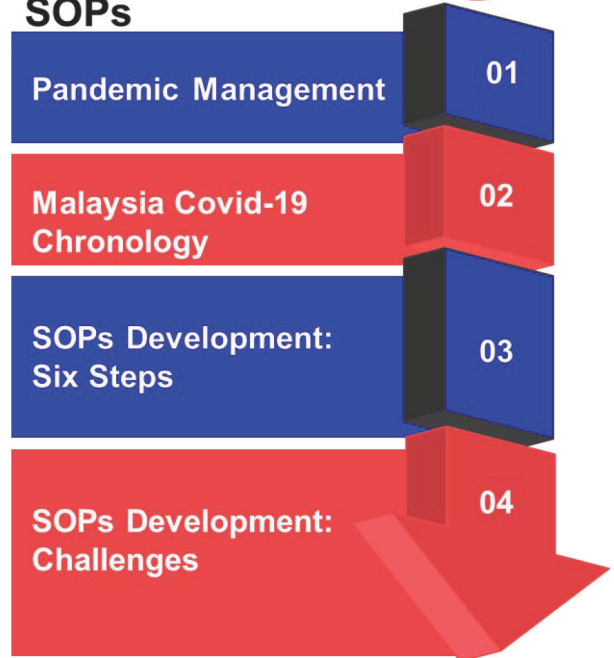 SOPs
Pandemic Management
01
Malaysia Covid-19
Chronology
02
SOPs Development:
Six Steps
03
SOPs Development:
Challenges
04